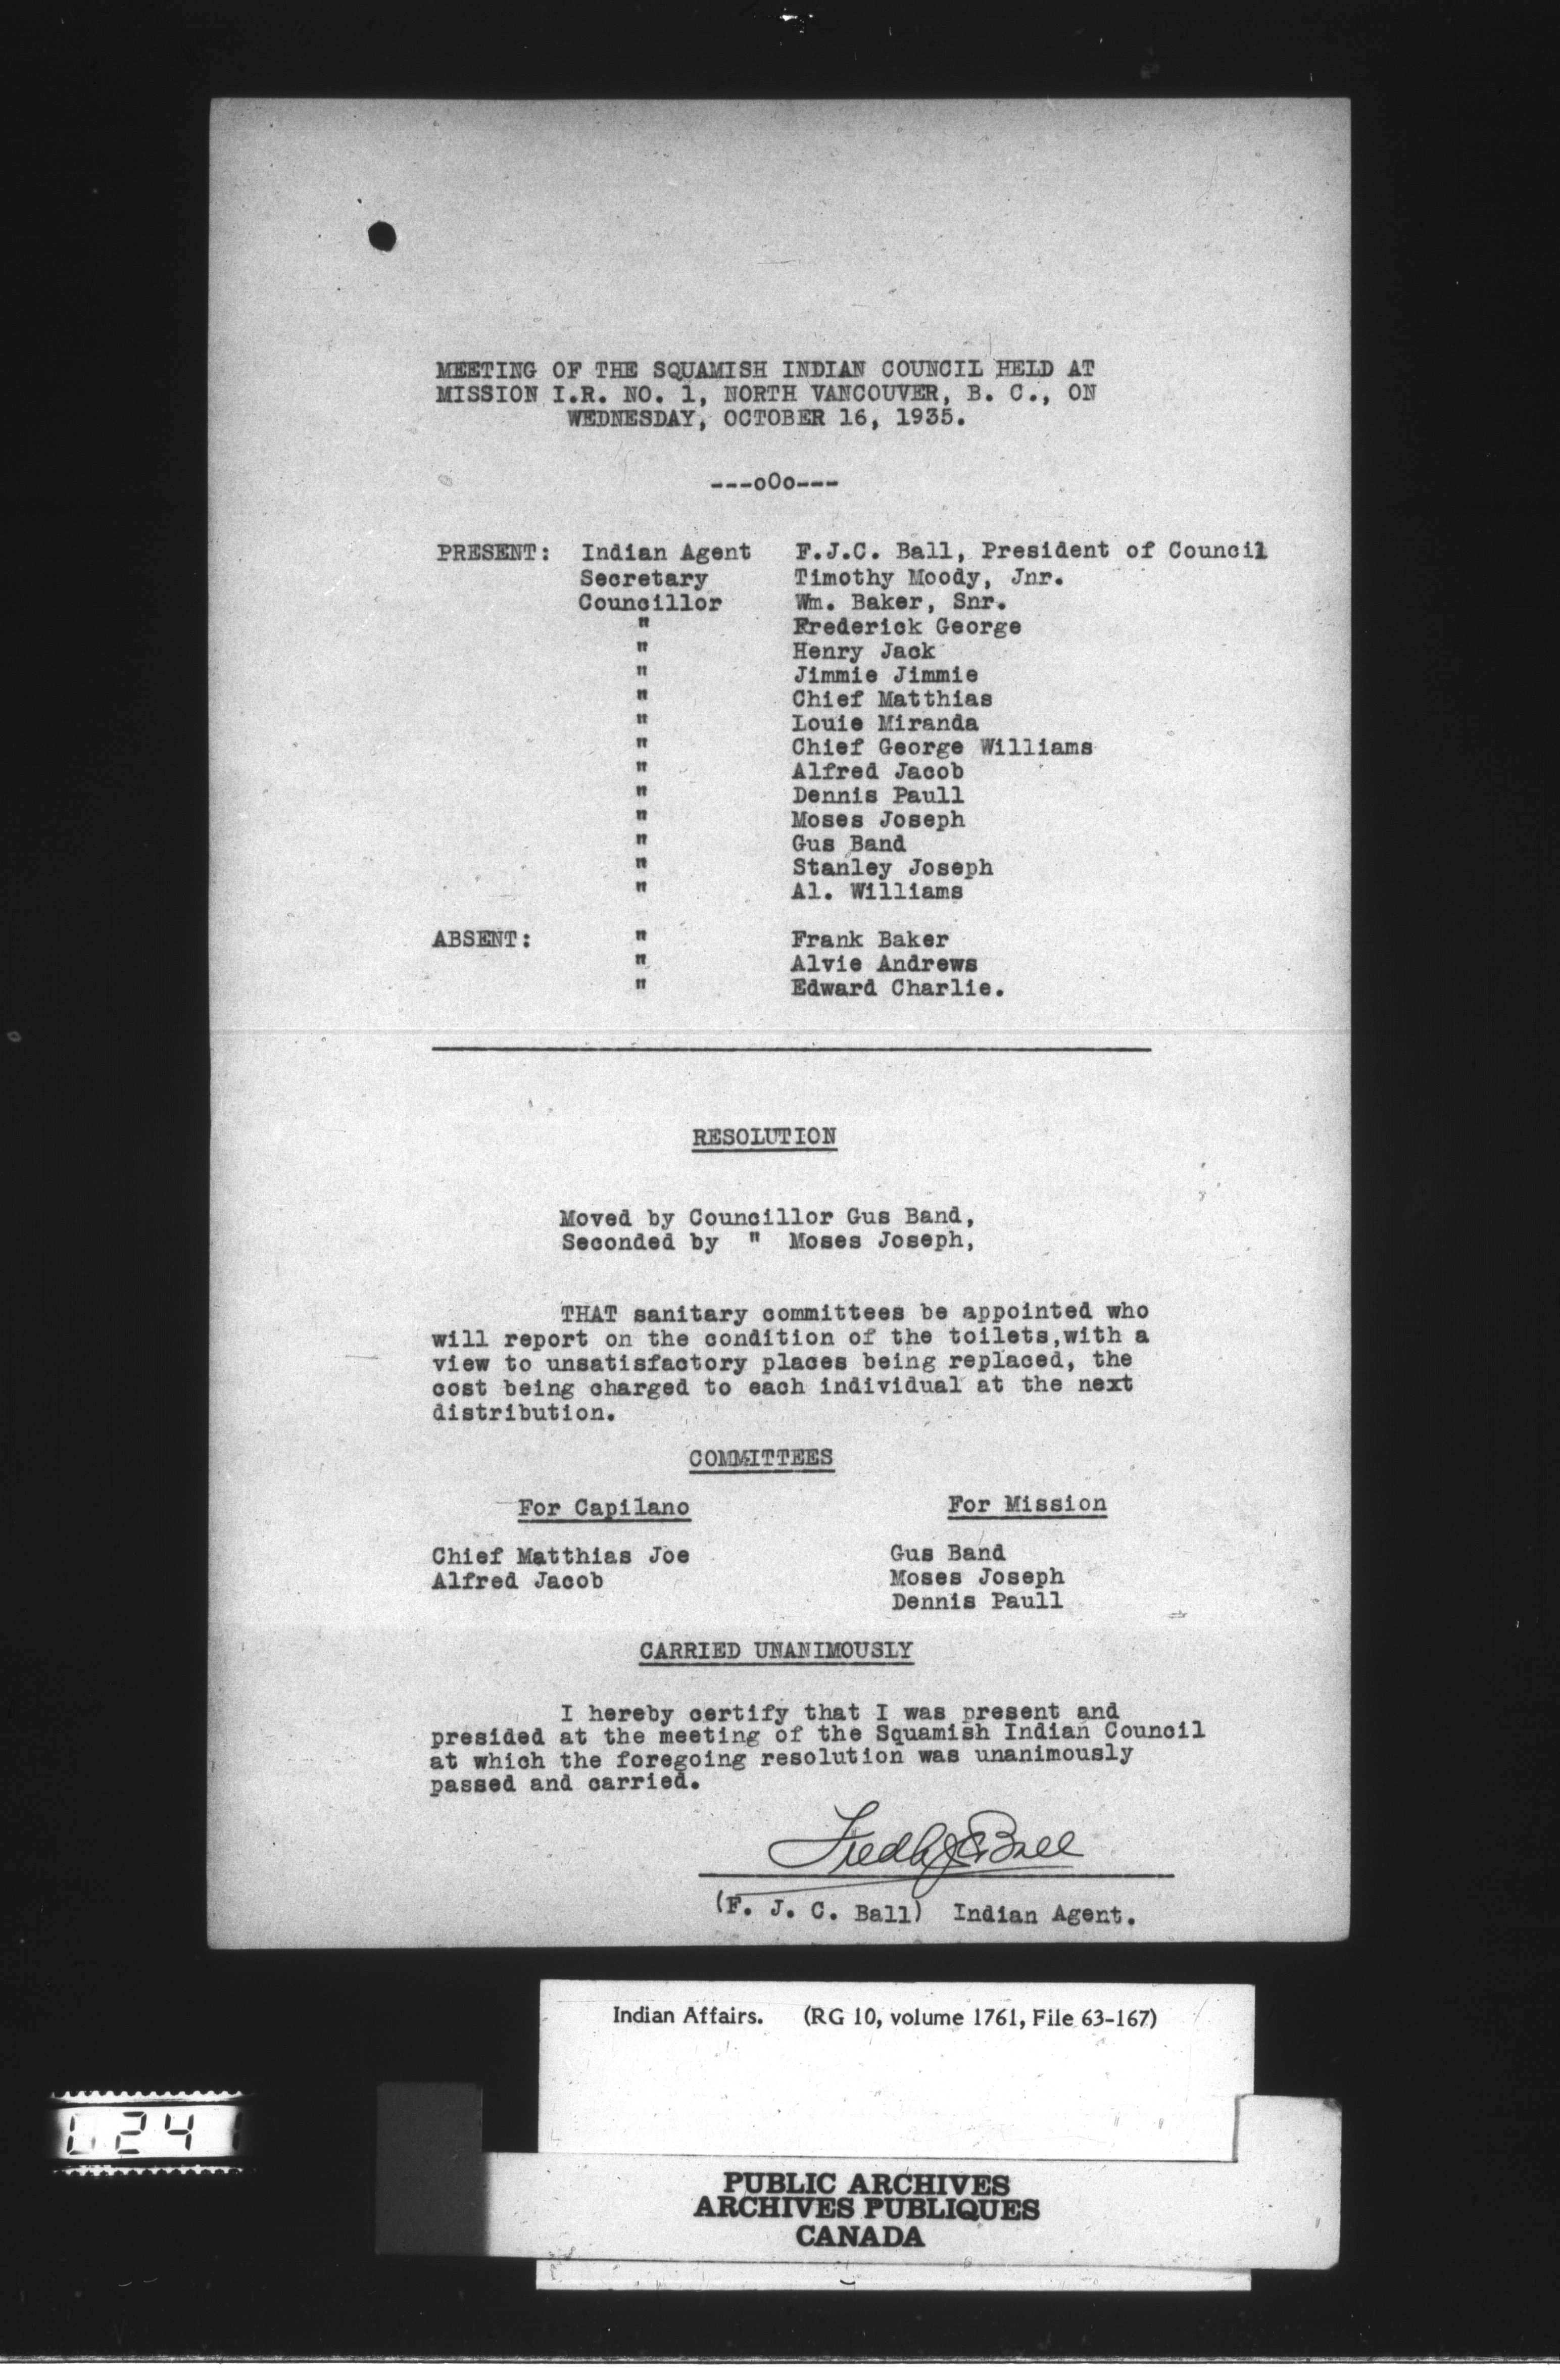 MEETING OF THE SQUAMISH INDIAN COUNCIL HELD AT
MISSION I.R. NO. 1, NORTH VANCOUVER, B. C., ON
WEDNESDAY, OCTOBER 16, 1935.
---oOo---
PRESENT: Indian Agent F.J.C. Ball, President of Council
Secretary Timothy Moody, Jnr.
Councillor Wm. Baker, Snr.
" Frederick George
" Henry Jack
" Jimmie Jimmie
" Chief Matthias
" Louie Miranda
" Chief George Williams
" Alfred Jacob
" Dennis Paull
" Moses Joseph
" Gus Band
" Stanley Joseph
" Al. Williams
ABSENT: " Frank Baker
" Alvie Andrews
" Edward Charlie.
RESOLUTION
Moved by Councillor Gus Band,
Seconded by " Moses Joseph,
THAT sanitary committees be appointed who
will report on the condition of the toilets,with a
view to unsatisfactory places being replaced, the
cost being charged to each individual at the next
distribution.
COMMITTEES
For Capilano For Mission
Chief Matthias Joe Gus Band
Alfred Jacob Moses Joseph
Dennis Paull
CARRIED UNANIMOUSLY
I hereby certify that I was present and
presided at the meeting of the Squamish Indian Council
at which the foregoing resolution was unanimously
passed and carried.
Fredk J C Ball
(F. J. C. Ball) Indian Agent.
Indian Affairs. (RG 10, volume 1761, File 63-167)
24
PUBLIC ARCHIVES
ARCHIVES PUBLIQUES
CANADA